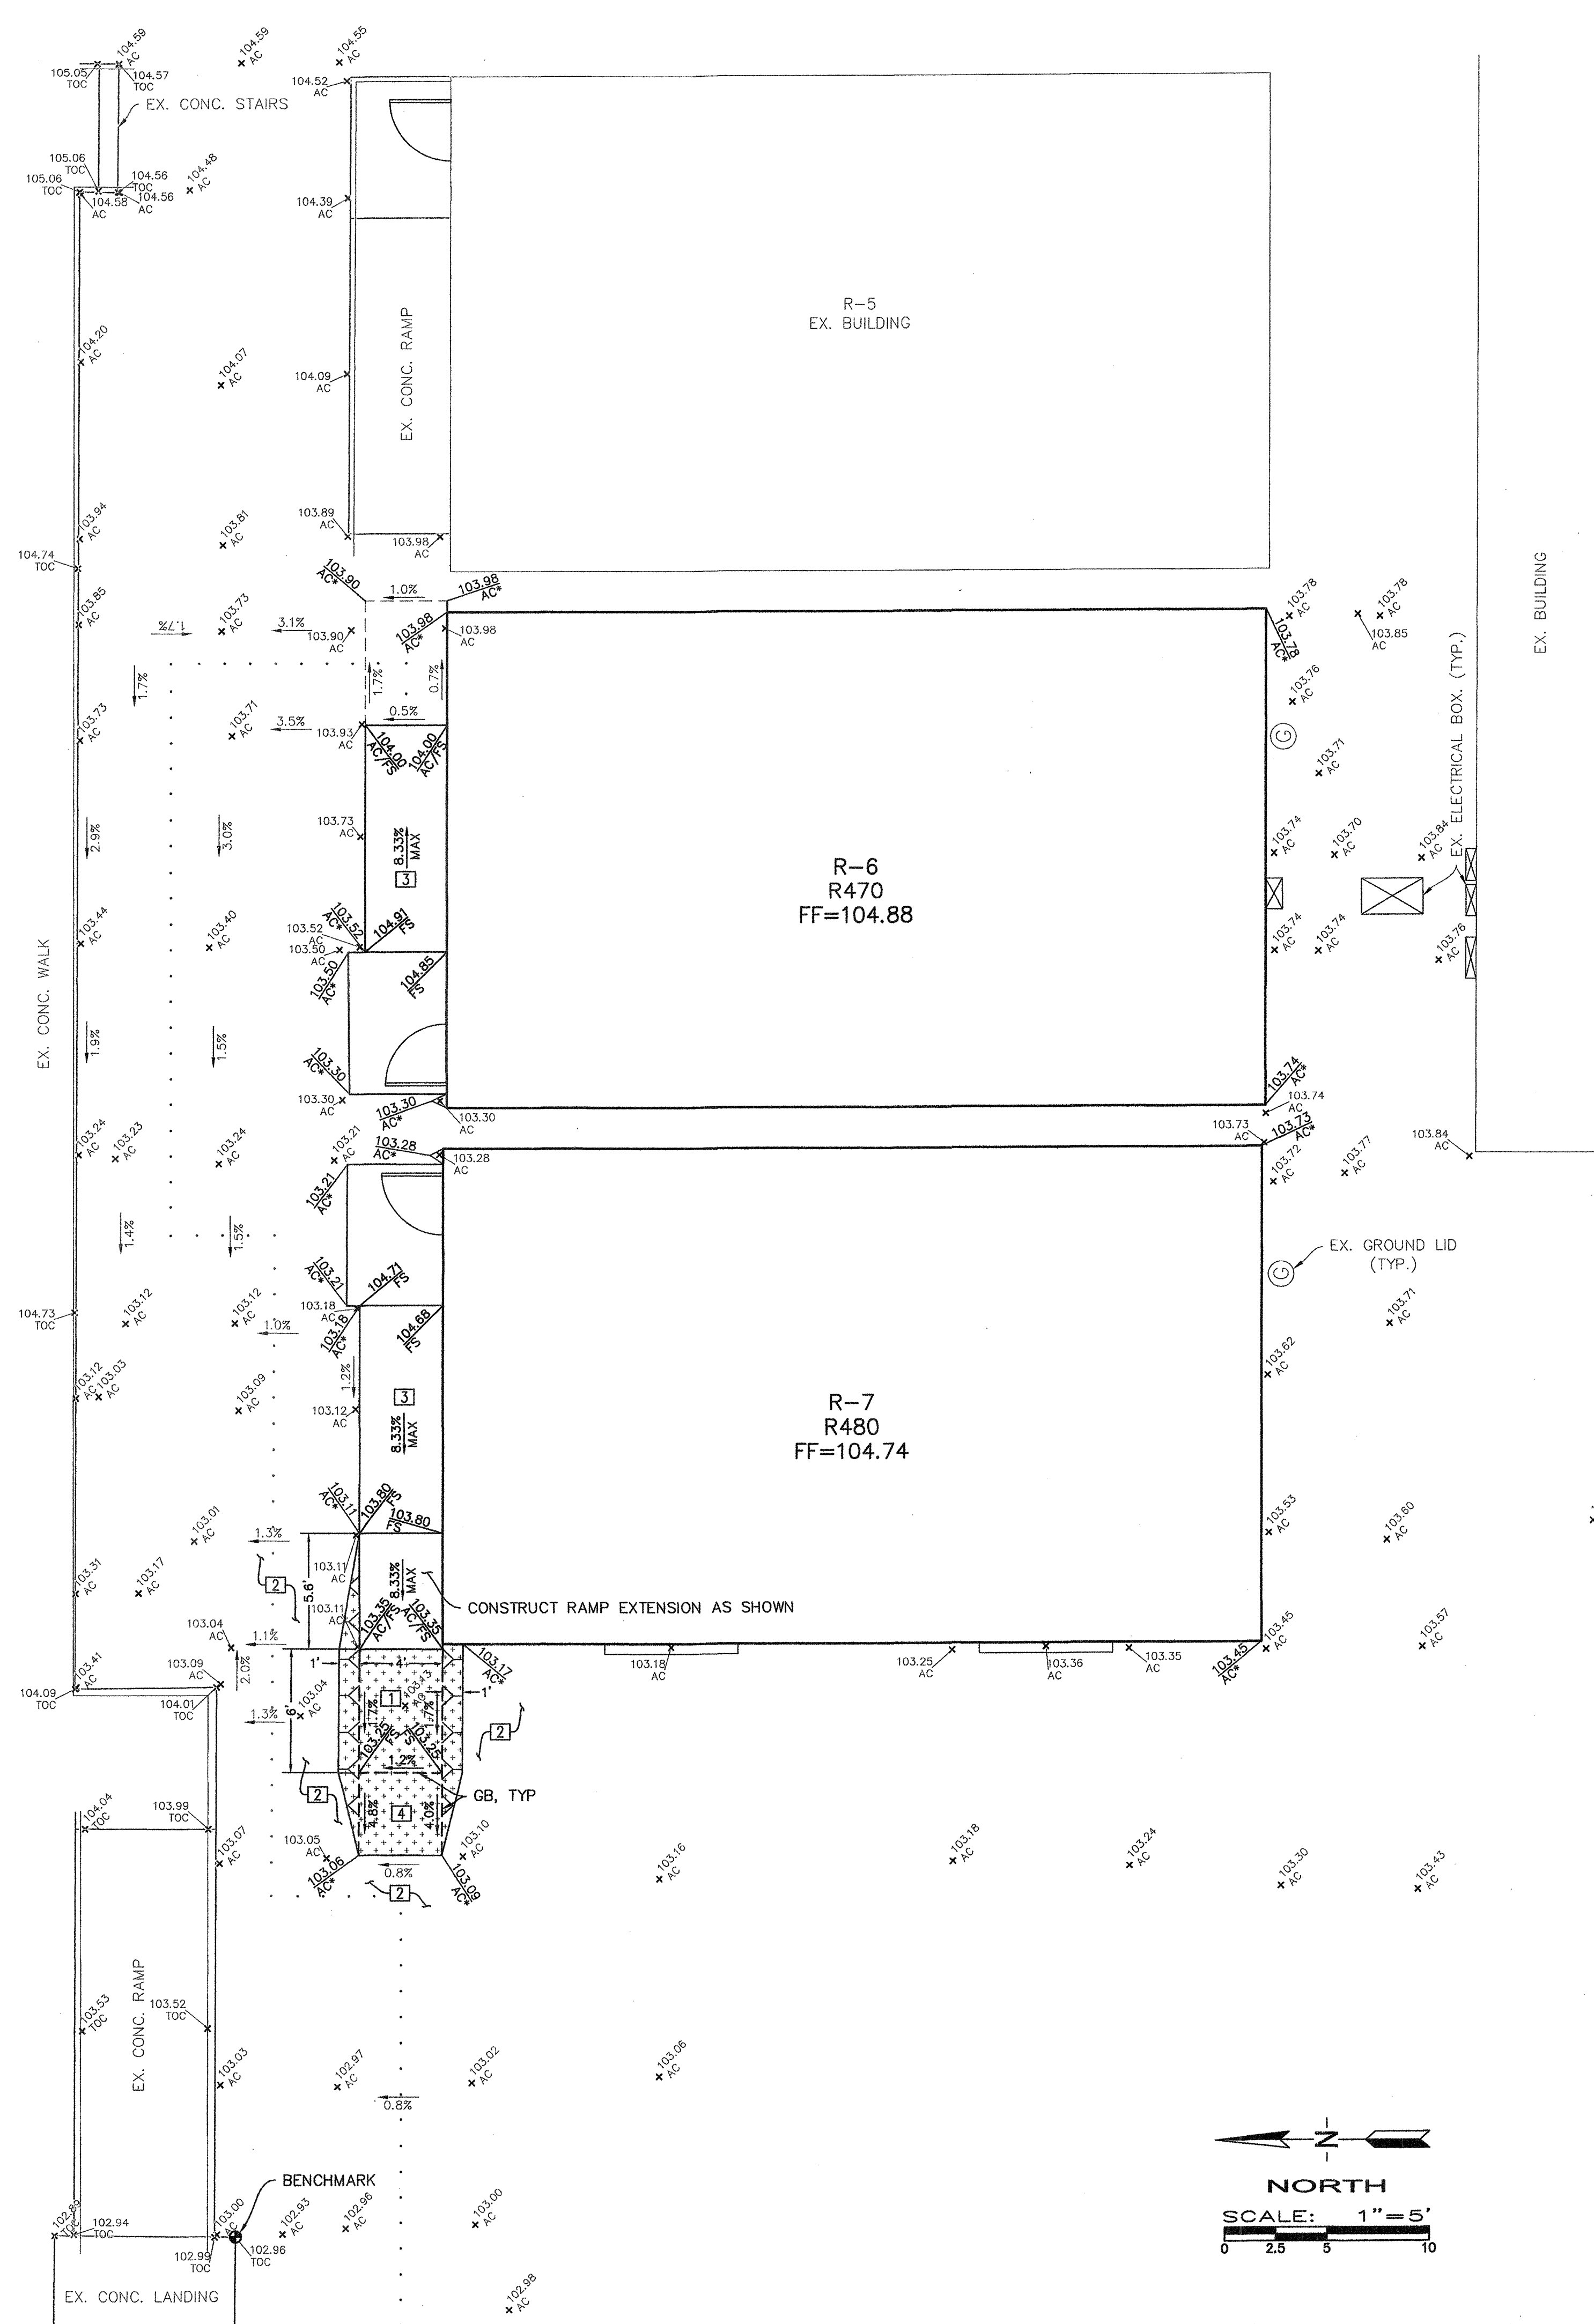 104.59
AC
104.59
AC
104.55
AC
105.05
TOC
104.57
TOC
104.52
AC
EX. CONC. STAIRS
105.06
TOC
105.06
TOC
104.56
TOC
104.48
AC
104.58
AC
104.56
AC
104.39
AC
R-5
EX. BUILDING
EX. CONC. RAMP
104.20
AC
104.07
AC
104.09
AC
103.94
AC
103.81
AC
103.89
AC
103.98
AC
104.74
TOC
103.90
AC*
1.0%
103.98
AC*
103.85
AC
103.73
AC
1.7%
3.1%
103.90
AC
103.98
AC*
103.98
AC
103.78
AC
103.78
AC
103.85
AC
103.78
AC*
EX. BUILDING
1.7%
1.7%
0.7%
103.76
AC
103.73
AC
103.71
AC
3.5%
0.5%
103.93
AC
104.00
AC/FS
104.00
AC/FS
G
103.71
AC
EX. ELECTRICAL BOX. (TYP.)
2.9%
3.0%
103.73
AC
8.33%
MAX
3
R-6
R470
FF=104.88
103.74
AC
103.70
AC
103.84
AC
EX. CONC. WALK
103.44
AC
103.40
AC
103.52
AC*
103.52
AC
103.50
AC
104.91
FS
103.50
AC*
104.85
FS
103.74
AC
103.74
AC
103.76
AC
1.9%
1.5%
103.30
AC*
103.30
AC
103.30
AC*
103.30
AC
103.74
AC*
103.74
AC
103.24
AC
103.23
AC
103.24
AC
103.21
AC
103.28
AC*
103.28
AC
103.73
AC
103.73
AC*
103.84
AC
103.72
AC
103.77
AC
103.21
AC*
1.4%
1.5%
EX. GROUND LID
(TYP.)
G
103.21
AC*
104.71
FS
103.18
AC
104.73
TOC
103.12
AC
103.12
AC
1.0%
103.18
AC*
104.68
FS
103.71
AC
103.12
AC
103.03
AC
103.09
AC
1.2%
103.12
AC
3
8.33%
MAX
R-7
R480
FF=104.74
103.62
AC
103.11
AC*
103.80
FS
103.80
FS
103.01
AC
1.3%
103.53
AC
103.60
AC
103.31
AC
103.17
AC
2
5.6'
103.11
AC
8.33%
MAX
CONSTRUCT RAMP EXTENSION AS SHOWN
103.11
AC
103.35
AC/FS
103.35
AC/FS
103.04
AC
1.1%
103.45
AC
103.57
AC
103.41
AC
103.09
AC
2.0%
1'
4'
103.17
AC*
103.18
AC
103.25
AC
103.36
AC
103.35
AC
103.45
AC*
104.09
TOC
104.01
TOC
103.04
AC
1
103.13
1'
1.3%
6'
1.7%
1.7%
2
103.25
FS
103.25
FS
1.2%
2
GB, TYP
104.04
TOC
103.99
TOC
4.8%
4
4.0%
103.07
AC
103.05
AC
103.10
AC
103.16
AC
103.18
AC
103.24
AC
103.30
AC
103.43
AC
103.06
AC*
0.8%
103.09
AC*
2
EX. CONC. RAMP
103.53
TOC
103.52
TOC
103.03
AC
102.97
AC
103.02
AC
103.06
AC
0.8%
N
NORTH
SCALE: 1"=5'
0 2.5 5 10
BENCHMARK
102.89
TOC
102.94
TOC
103.00
AC
102.93
AC
102.96
AC
103.00
AC
102.99
TOC
102.96
TOC
EX. CONC. LANDING
102.98
AC